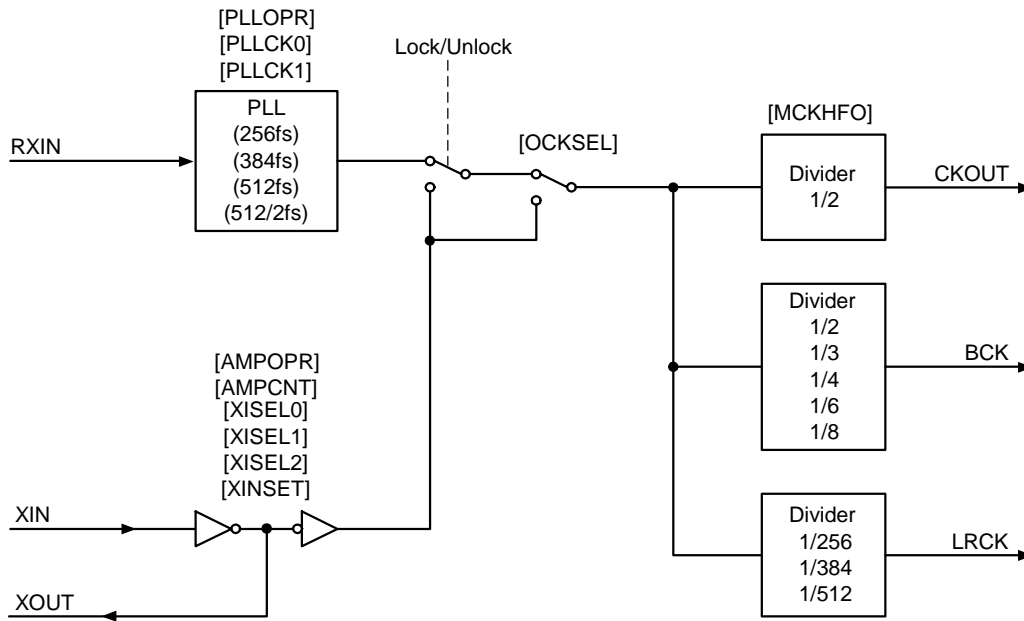 [PLLOPR]
[PLLCK0]
[PLLCK1]
Lock/Unlock
PLL
(256fs)
(384fs)
(512fs)
(512/2fs)
RXIN
[OCKSEL]
[MCKHFO]
Divider
1/2
CKOUT
Divider
1/2
1/3
1/4
1/6
1/8
BCK
[AMPOPR]
[AMPCNT]
[XISEL0]
[XISEL1]
[XISEL2]
[XINSET]
XIN
XOUT
Divider
1/256
1/384
1/512
LRCK